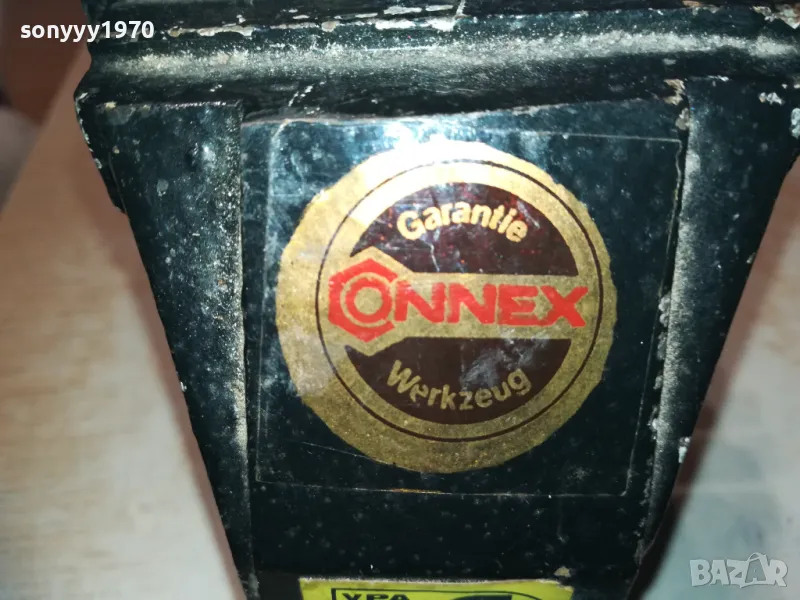 sonyyy1970
Garantie
CONNEX
Werkzeug
BAZAR